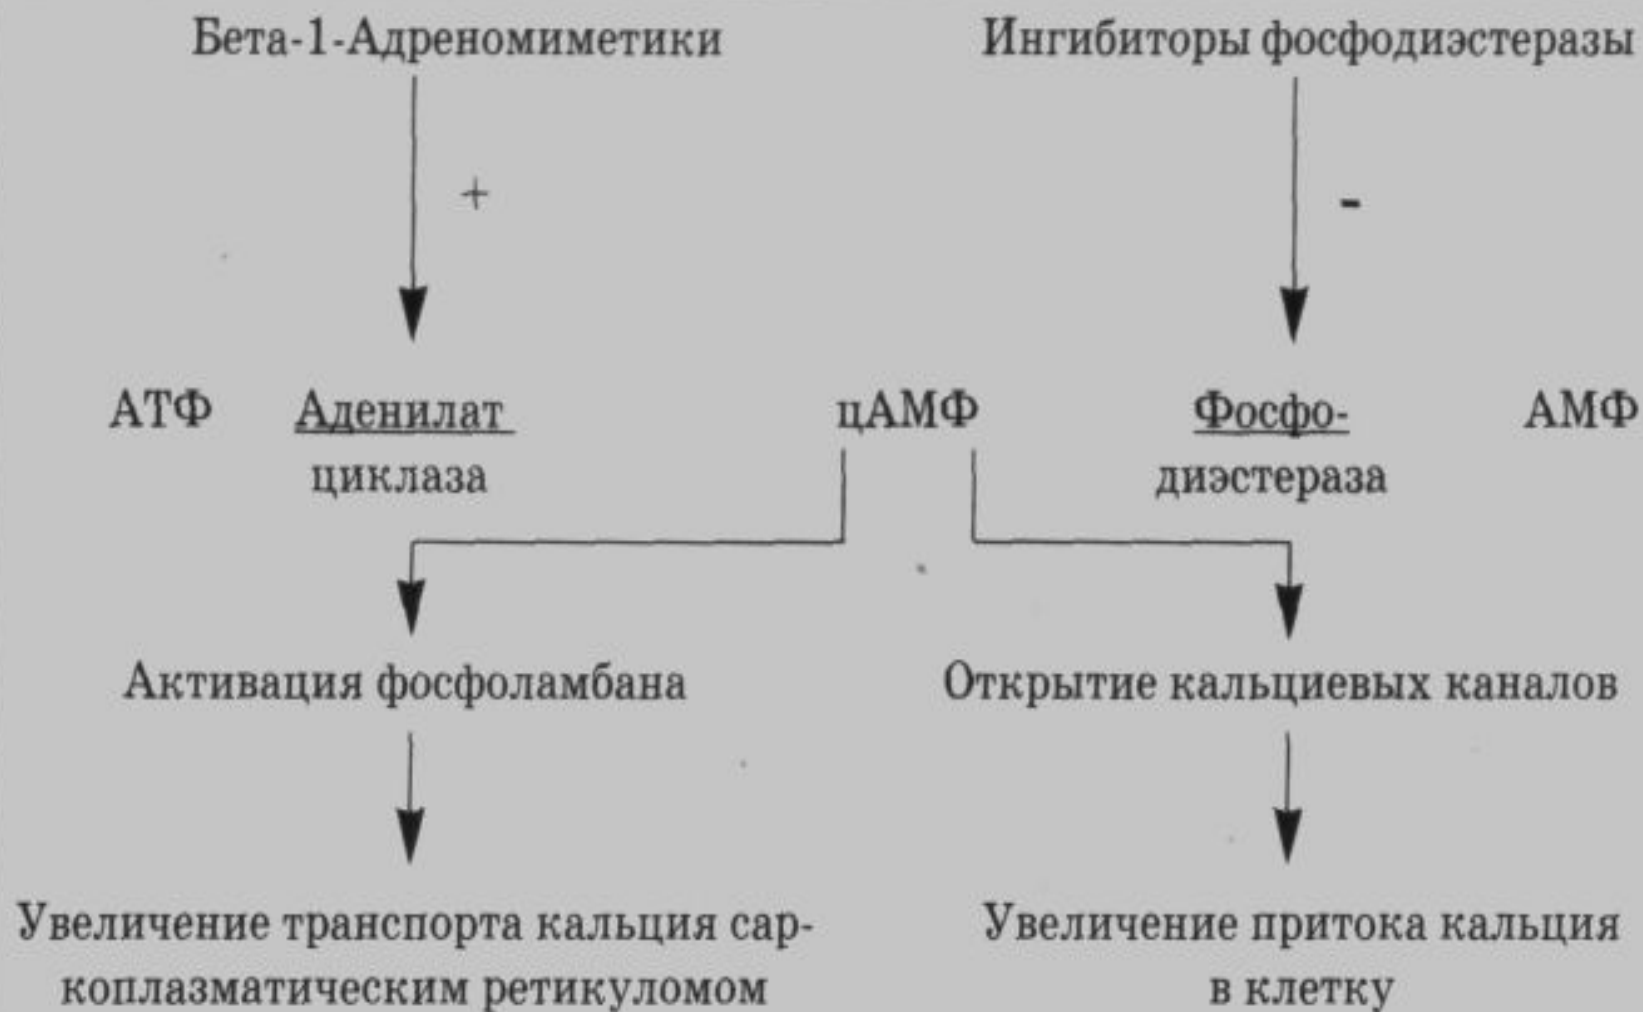 Бета-1-Адреномиметики Ингибиторы фосфодиэстеразы
+ -
АТФ Аденилат цАМФ Фосфо- АМФ
циклаза диэстераза
Активация фосфоламбана Открытие кальциевых каналов
Увеличение транспорта кальция сар- Увеличение притока кальция
коплазматическим ретикуломом в клетку